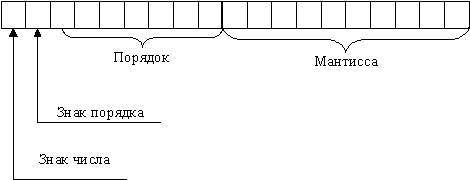 Порядок
Мантисса
Знак порядка
Знак числа